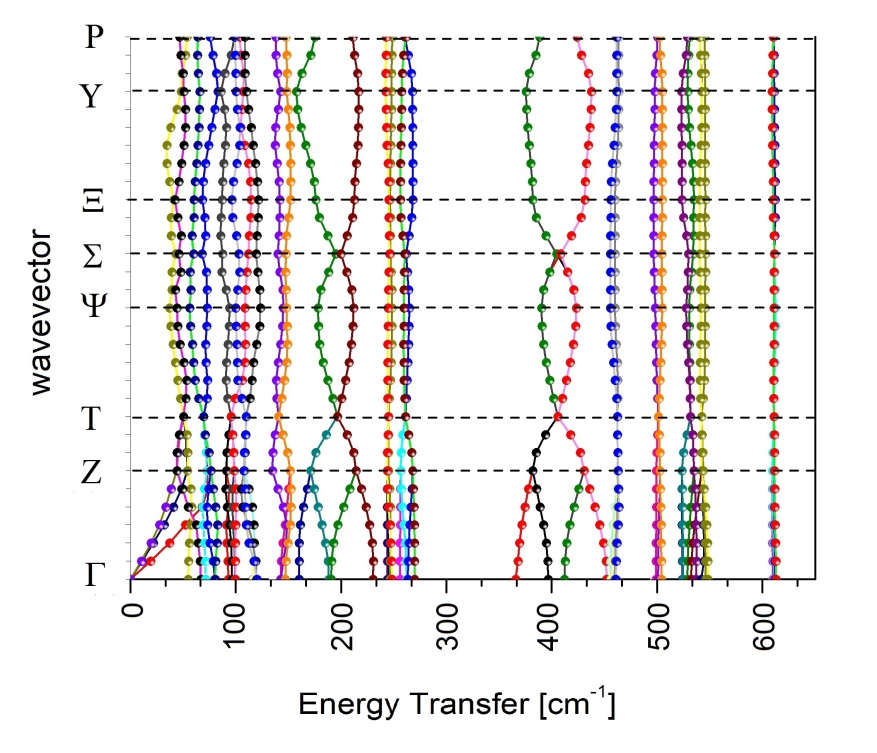 P
Y
Ξ
Σ
Ψ
T
Z
Γ
wavevector
0
100
200
300
400
500
600
Energy Transfer [cm⁻¹]